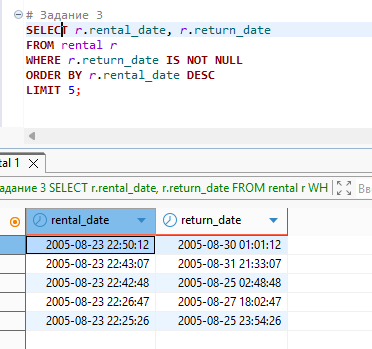 # Задание 3
SELECT r.rental_date, r.return_date
FROM rental r
WHERE r.return_date IS NOT NULL
ORDER BY r.rental_date DESC
LIMIT 5;
tal 1
адание 3 SELECT r.rental_date, r.return_date FROM rental r WH
Вв
rental_date return_date
2005-08-23 22:50:12 2005-08-30 01:01:12
2005-08-23 22:43:07 2005-08-31 21:33:07
2005-08-23 22:42:48 2005-08-25 02:48:48
2005-08-23 22:26:47 2005-08-27 18:02:47
2005-08-23 22:25:26 2005-08-25 23:54:26